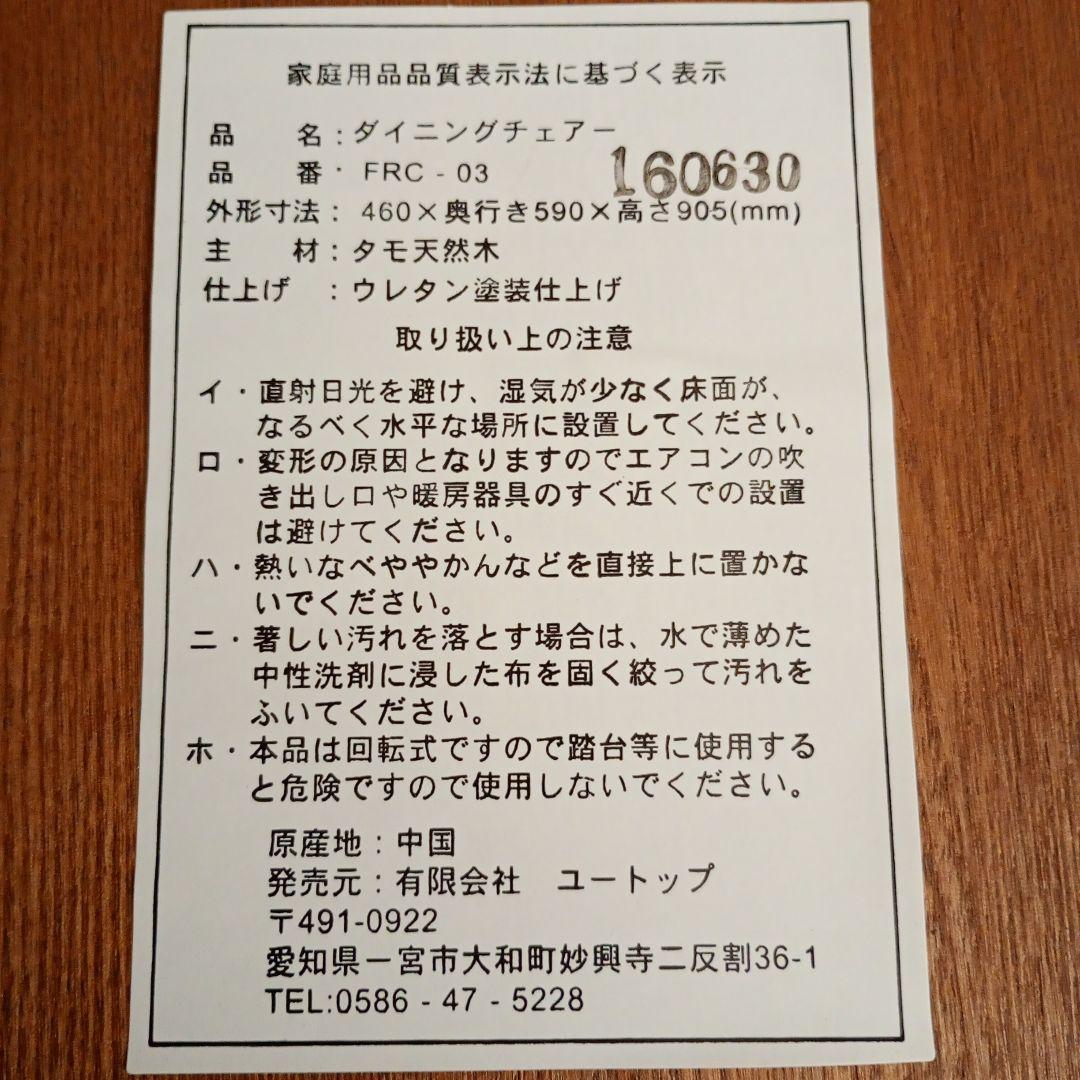 家庭用品品質表示法に基づく表示
品　　名：ダイニングチェアー
品　　番・ FRC - 03
160630
外形寸法： 460×奥行き590×高さ905(mm)
主　　材：タモ天然木
仕上げ　：ウレタン塗装仕上げ
取り扱い上の注意
イ・直射日光を避け、湿気が少なく床面が、
なるべく水平な場所に設置してください。
ロ・変形の原因となりますのでエアコンの吹
き出し口や暖房器具のすぐ近くでの設置
は避けてください。
ハ・熱いなべややかんなどを直接上に置かな
いでください。
ニ・著しい汚れを落とす場合は、水で薄めた
中性洗剤に浸した布を固く絞って汚れを
ふいてください。
ホ・本品は回転式ですので踏台等に使用する
と危険ですので使用しないでください。
原産地：中国
発売元：有限会社　ユートップ
〒491-0922
愛知県一宮市大和町妙興寺二反割36-1
TEL:0586 - 47 - 5228